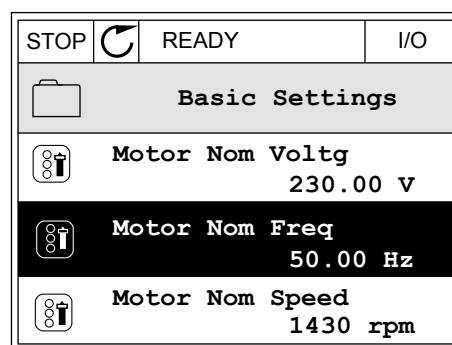 STOP READY I/O
Basic Settings
Motor Nom Voltg
230.00 V
Motor Nom Freq
50.00 Hz
Motor Nom Speed
1430 rpm